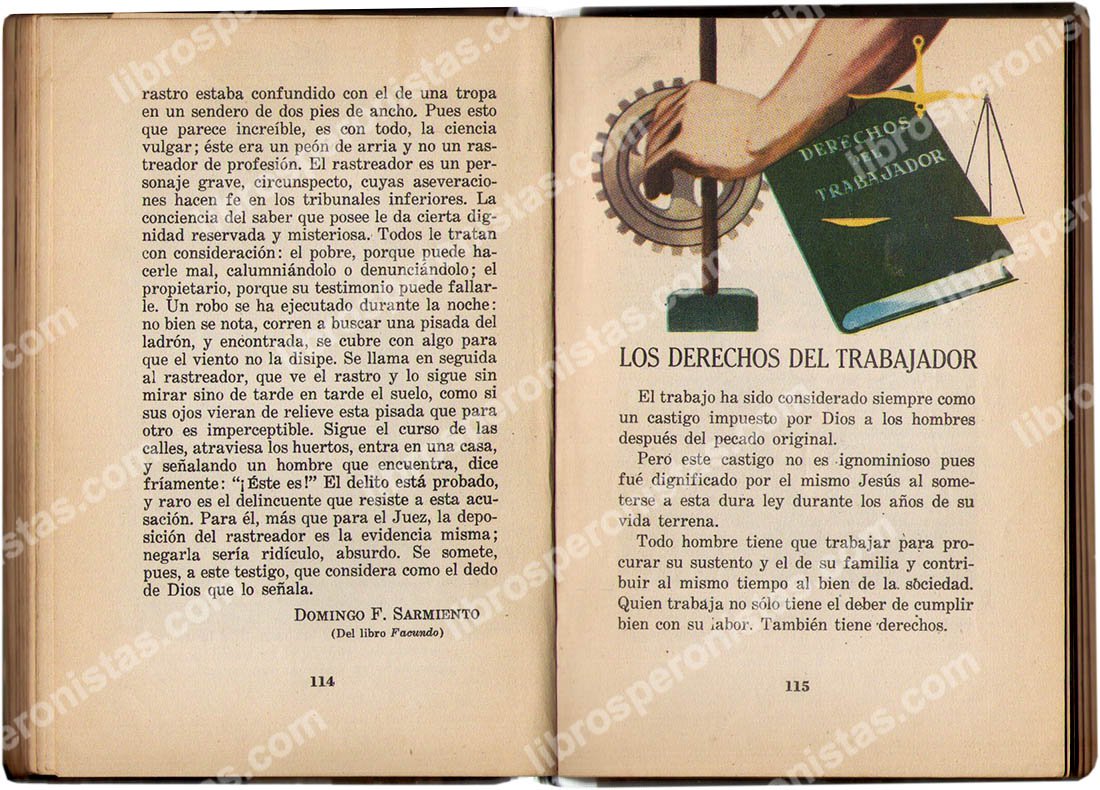 rastro estaba confundido con el de una tropa
en un sendero de dos pies de ancho. Pues esto
que parece increíble, es con todo, la ciencia
vulgar; éste era un peón de arria y no un ras-
treador de profesión. El rastreador es un per-
sonaje grave, circunspecto, cuyas aseveracio-
nes hacen fe en los tribunales inferiores. La
conciencia del saber que posee le da cierta dig-
nidad reservada y misteriosa. Todos le tratan
con consideración: el pobre, porque puede ha-
cerle mal, calumniándolo o denunciándolo; el
propietario, porque su testimonio puede fallar-
le. Un robo se ha ejecutado durante la noche:
no bien se nota, corren a buscar una pisada del
ladrón, y encontrada, se cubre con algo para
que el viento no la disipe. Se llama en seguida
al rastreador, que ve el rastro y lo sigue sin
mirar sino de tarde en tarde el suelo, como si
sus ojos vieran de relieve esta pisada que para
otro es imperceptible. Sigue el curso de las
calles, atraviesa los huertos, entra en una casa,
y señalando un hombre que encuentra, dice
fríamente: “¡Éste es!” El delito está probado,
y raro es el delincuente que resiste a esta acu-
sación. Para él, más que para el Juez, la depo-
sición del rastreador es la evidencia misma;
negarla sería ridículo, absurdo. Se somete,
pues, a este testigo, que considera como el dedo
de Dios que lo señala.
DOMINGO F. SARMIENTO
(Del libro Facundo)
114
DERECHOS
DEL
TRABAJADOR
LOS DERECHOS DEL TRABAJADOR
El trabajo ha sido considerado siempre como
un castigo impuesto por Dios a los hombres
después del pecado original.
Pero este castigo no es ignominioso pues
fué dignificado por el mismo Jesús al some-
terse a esta dura ley durante los años de su
vida terrena.
Todo hombre tiene que trabajar para pro-
curar su sustento y el de su familia y contri-
buir al mismo tiempo al bien de la sociedad.
Quien trabaja no sólo tiene el deber de cumplir
bien con su labor. También tiene derechos.
115
librosperonistas.com